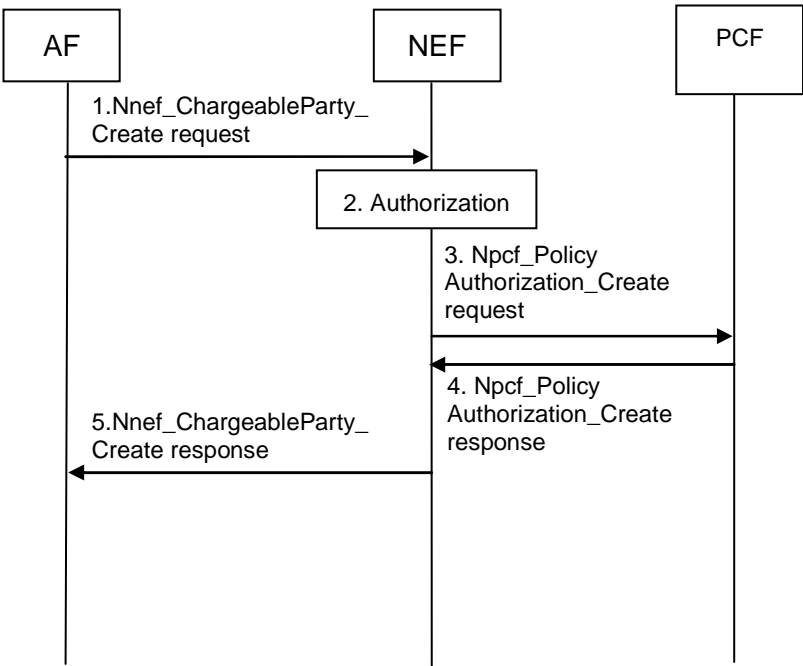 AF
NEF
PCF
1.Nnef_ChargeableParty_
Create request
2. Authorization
3. Npcf_Policy
Authorization_Create
request
4. Npcf_Policy
Authorization_Create
response
5.Nnef_ChargeableParty_
Create response